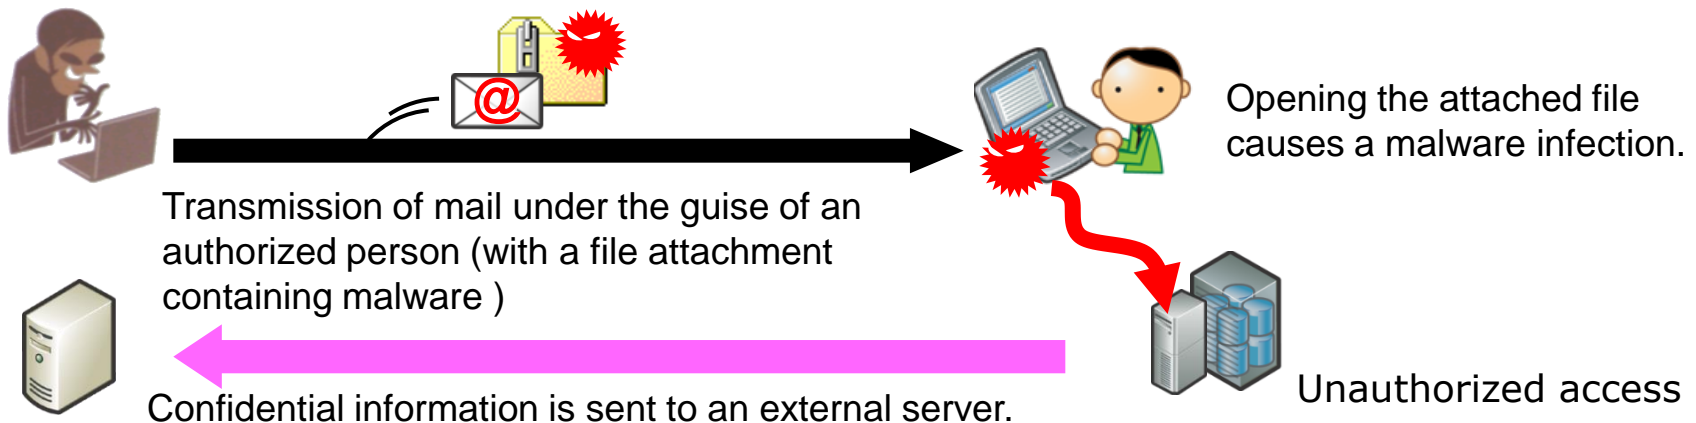 @
Opening the attached file
causes a malware infection.
Transmission of mail under the guise of an
authorized person (with a file attachment
containing malware )
Unauthorized access
Confidential information is sent to an external server.